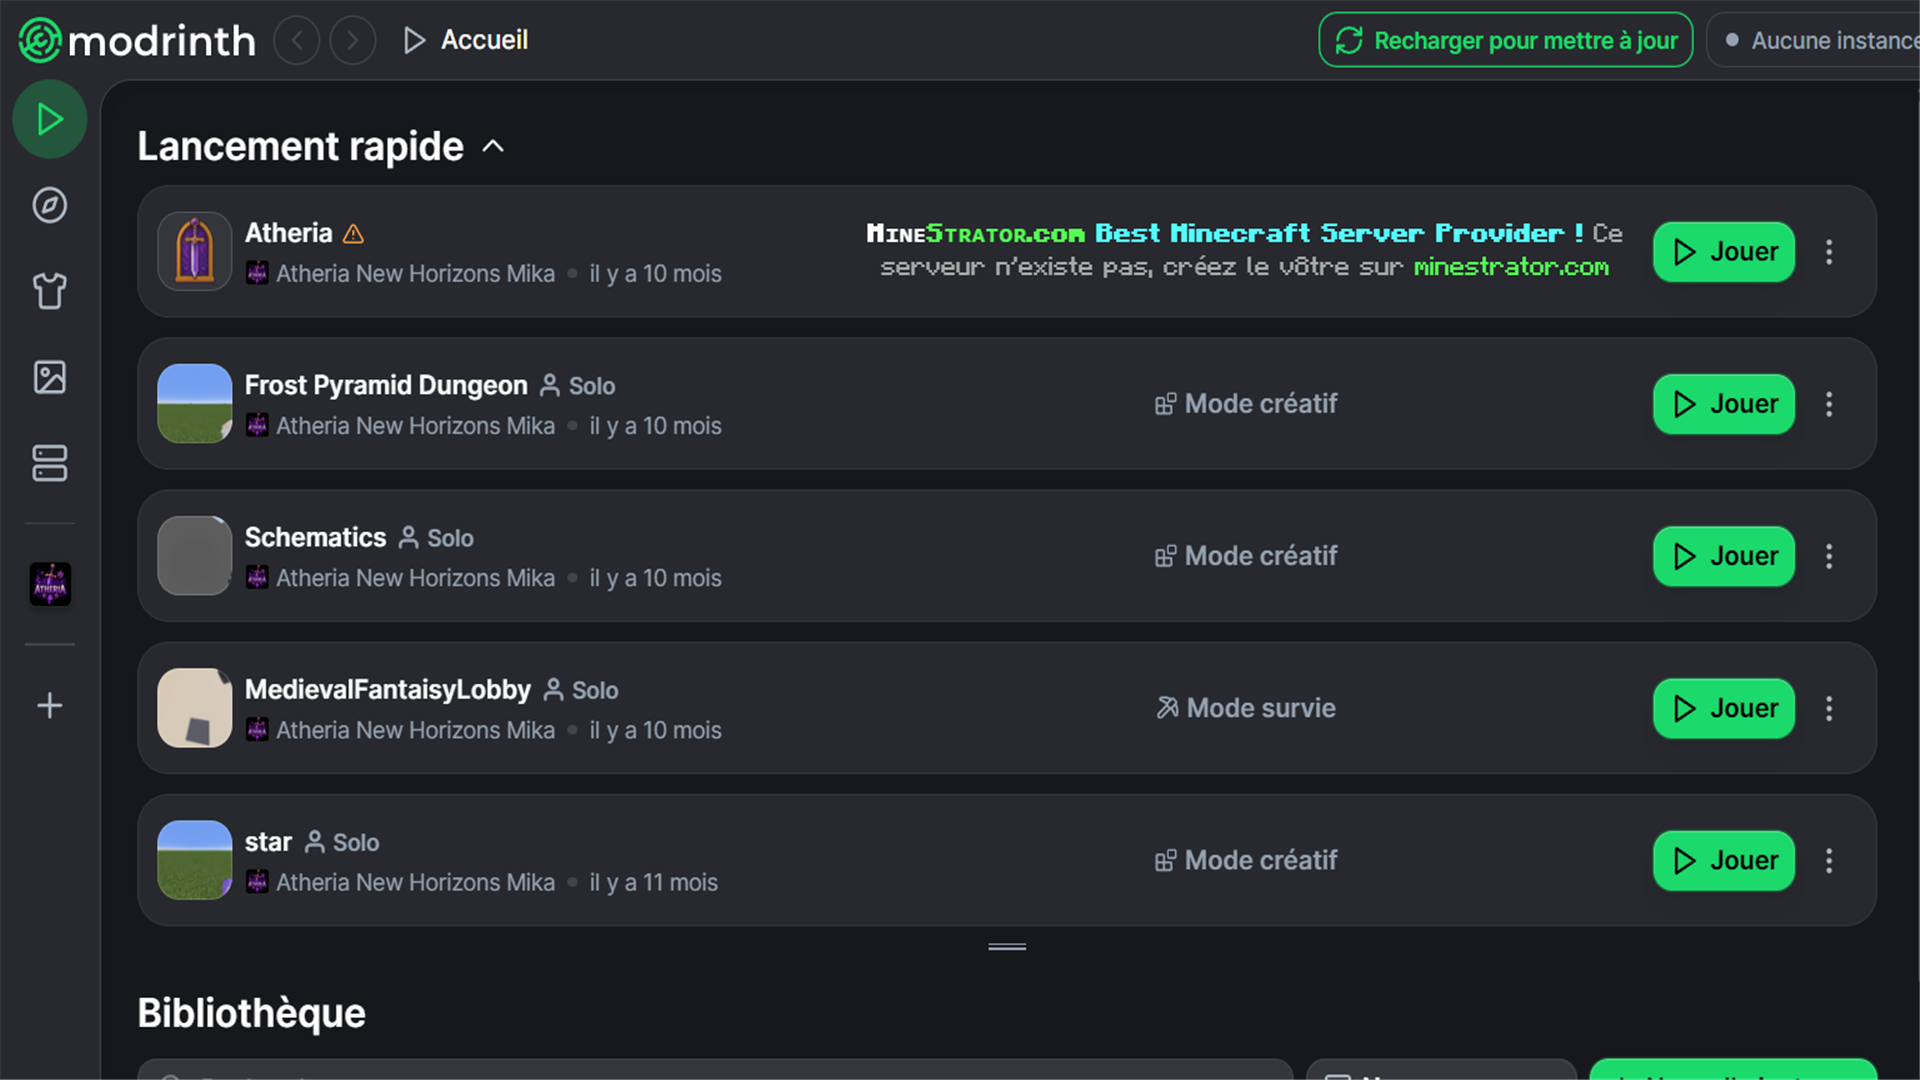 modrinth
Accueil
Recharger pour mettre à jour
Aucune instance
Lancement rapide
Atheria
Atheria New Horizons Mika • il y a 10 mois
MineStrator.com Best Minecraft Server Provider ! Ce
serveur n'existe pas, créez le vôtre sur minestrator.com
Jouer
Frost Pyramid Dungeon Solo
Atheria New Horizons Mika • il y a 10 mois
Mode créatif
Jouer
Schematics Solo
Atheria New Horizons Mika • il y a 10 mois
Mode créatif
Jouer
ATHERIA
MedievalFantaisyLobby Solo
Atheria New Horizons Mika • il y a 10 mois
Mode survie
Jouer
star Solo
Atheria New Horizons Mika • il y a 11 mois
Mode créatif
Jouer
Bibliothèque